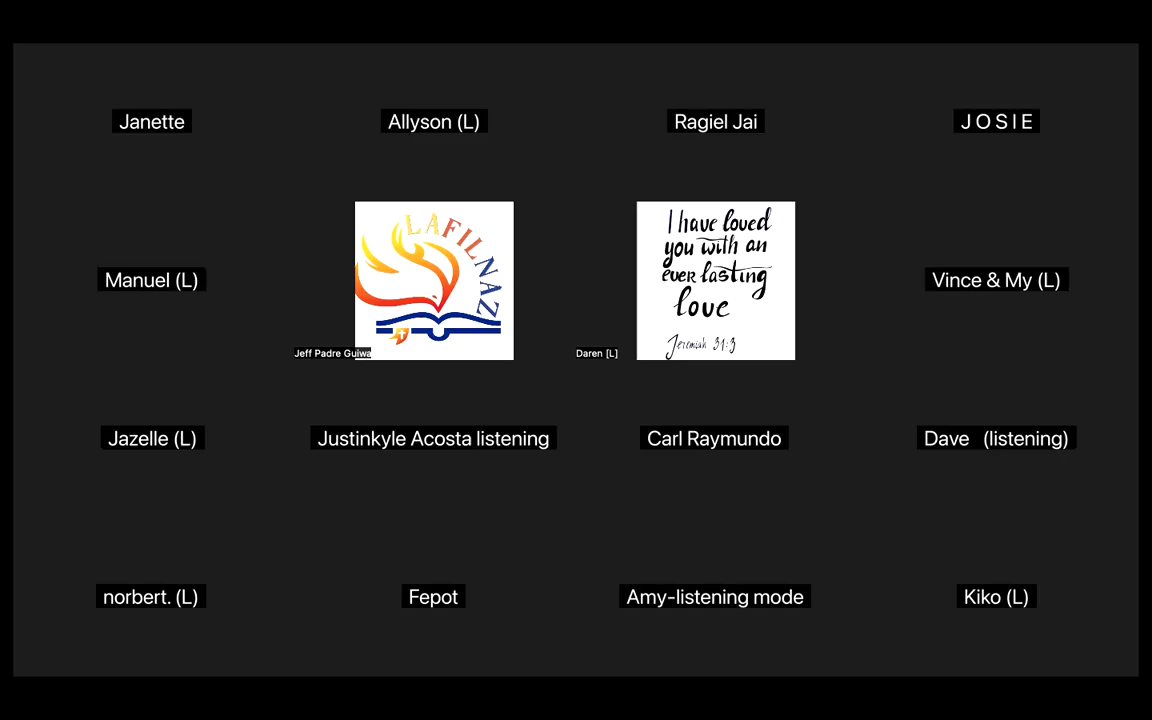 Janette
Allyson (L)
Ragiel Jai
J O S I E
Manuel (L)
LAFILNAZ
Jeff Padre Guiwa
I have loved
you with an
ever lasting
love
Jeremiah 31:3
Daren [L]
Vince & My (L)
Jazelle (L)
Justinkyle Acosta listening
Carl Raymundo
Dave (listening)
norbert. (L)
Fepot
Amy-listening mode
Kiko (L)